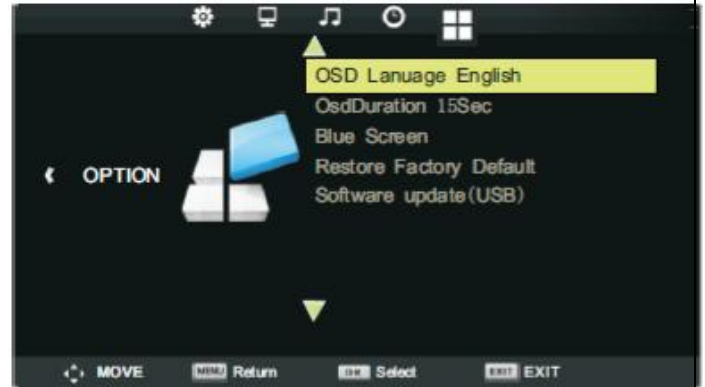 OSD Lanuage English
OsdDuration 15Sec
Blue Screen
OPTION
Restore Factory Default
Software update(USB)
MOVE MENU Return Select EXIT EXIT